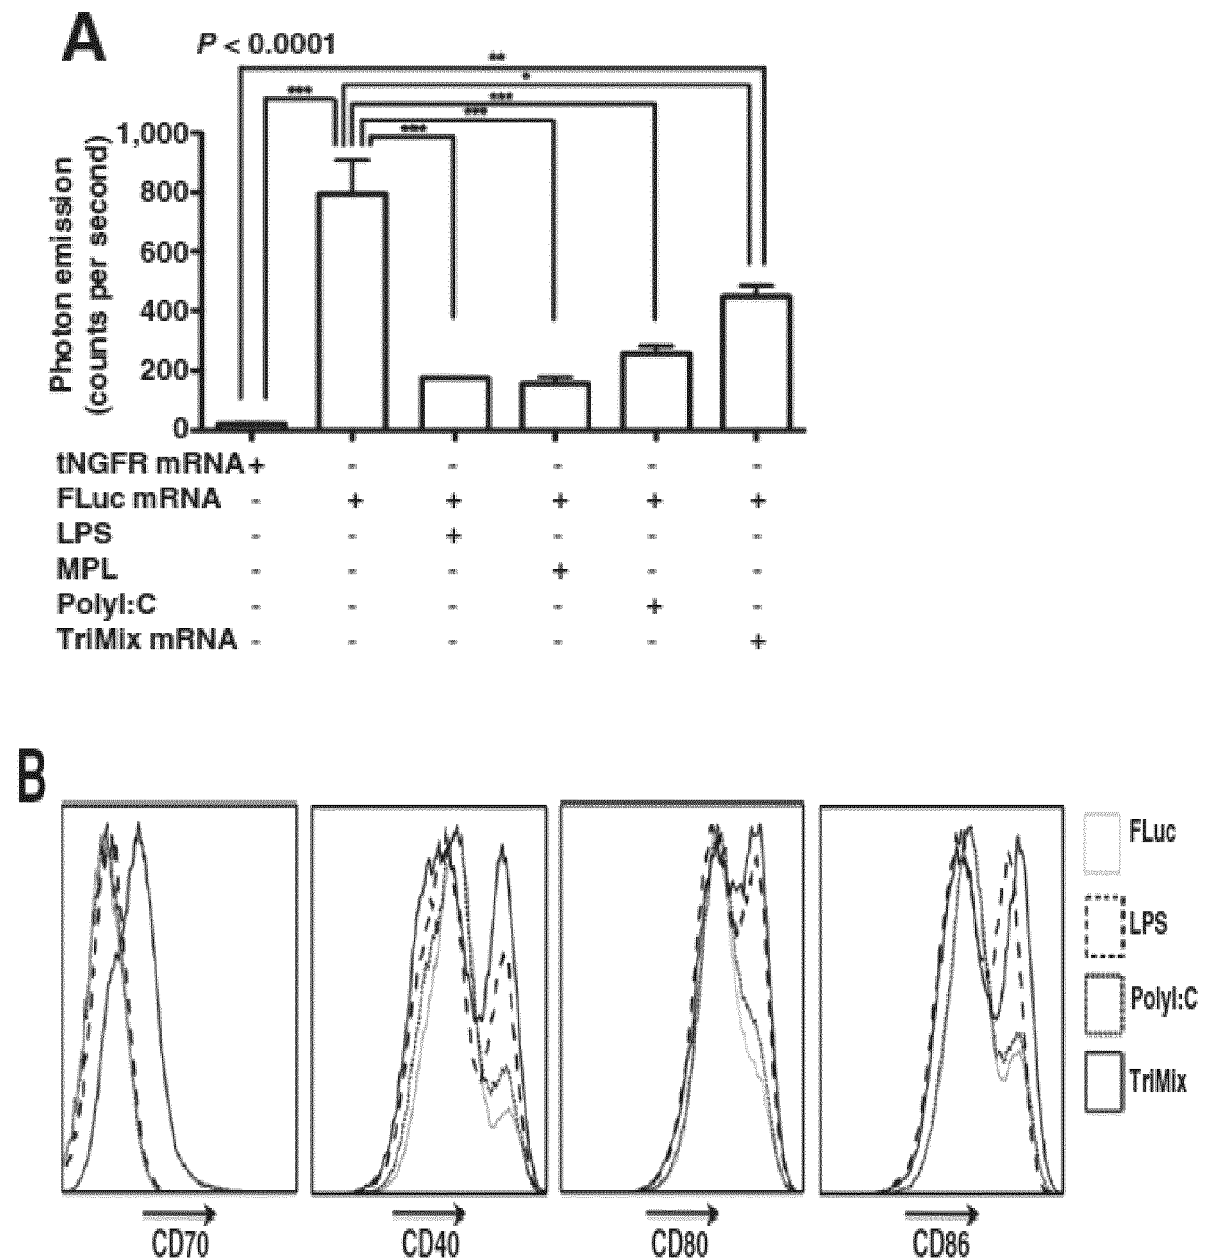 A
P < 0.0001
**
*
***
***
***
***
Photon emission
(counts per second)
1,000
800
600
400
200
0
tNGFR mRNA + - - - - -
FLuc mRNA - + + + + +
LPS - - + - - -
MPL - - - + - -
PolyI:C - - - - + -
TriMix mRNA - - - - - +
B
FLuc
LPS
PolyI:C
TriMix
CD70
CD40
CD80
CD86